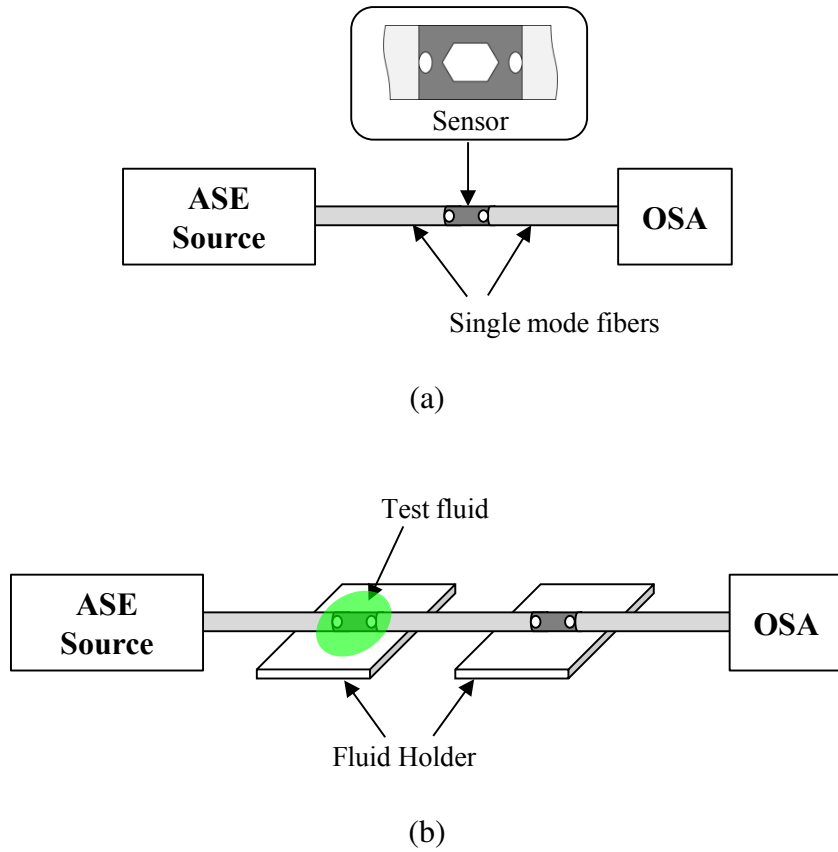 Sensor
ASE
Source
OSA
Single mode fibers
(a)
Test fluid
ASE
Source
OSA
Fluid Holder
(b)